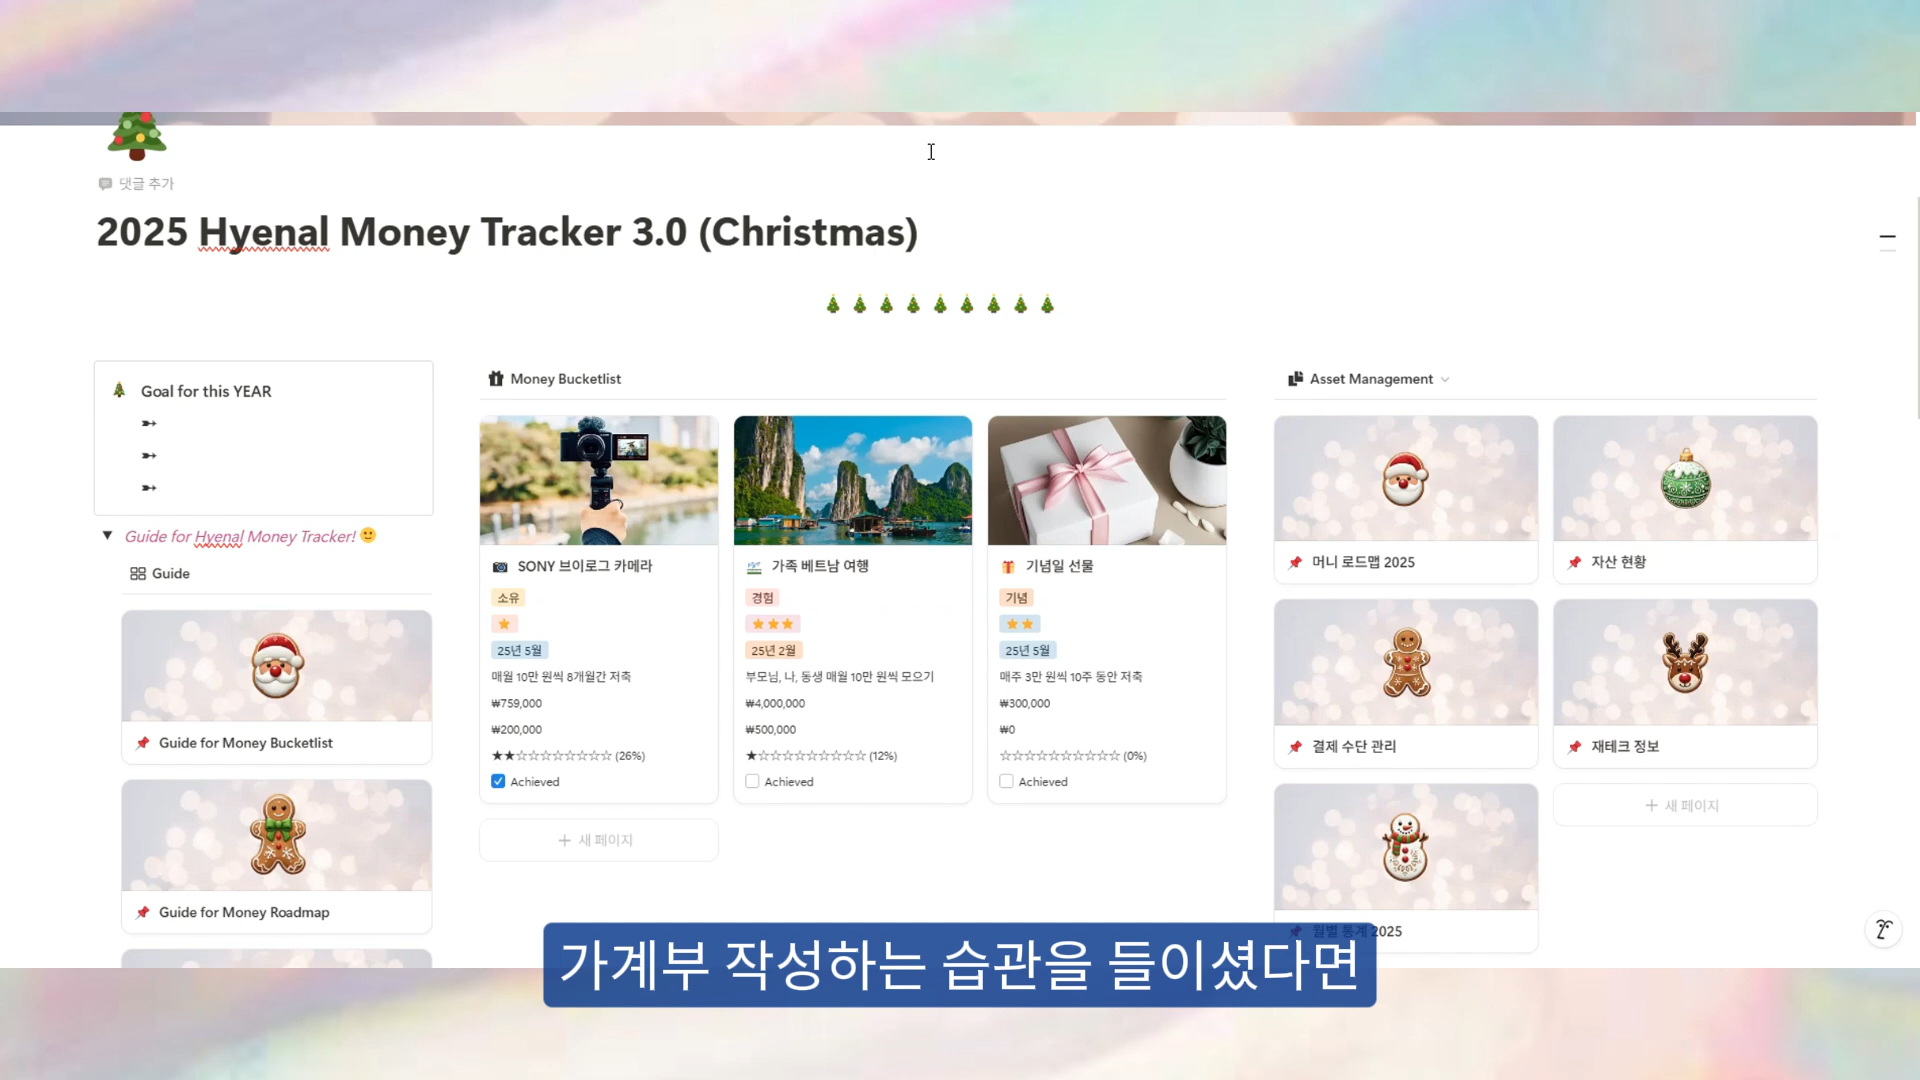 댓글 추가
2025 Hyenal Money Tracker 3.0 (Christmas)
Goal for this YEAR
Guide for Hyenal Money Tracker!
Guide
Guide for Money Bucketlist
Guide for Money Roadmap
Money Bucketlist
SONY 브이로그 카메라
소유
25년 5월
매월 10만 원씩 8개월간 저축
₩759,000
₩200,000
★★☆☆☆☆☆☆☆☆ (26%)
Achieved
가족 베트남 여행
경험
25년 2월
부모님, 나, 동생 매월 10만 원씩 모으기
₩4,000,000
₩500,000
★☆☆☆☆☆☆☆☆☆ (12%)
Achieved
기념일 선물
기념
25년 5월
매주 3만 원씩 10주 동안 저축
₩300,000
₩0
☆☆☆☆☆☆☆☆☆☆ (0%)
Achieved
+ 새 페이지
Asset Management
머니 로드맵 2025
자산 현황
결제 수단 관리
재테크 정보
+ 새 페이지
월별 통계 2025
가계부 작성하는 습관을 들이셨다면